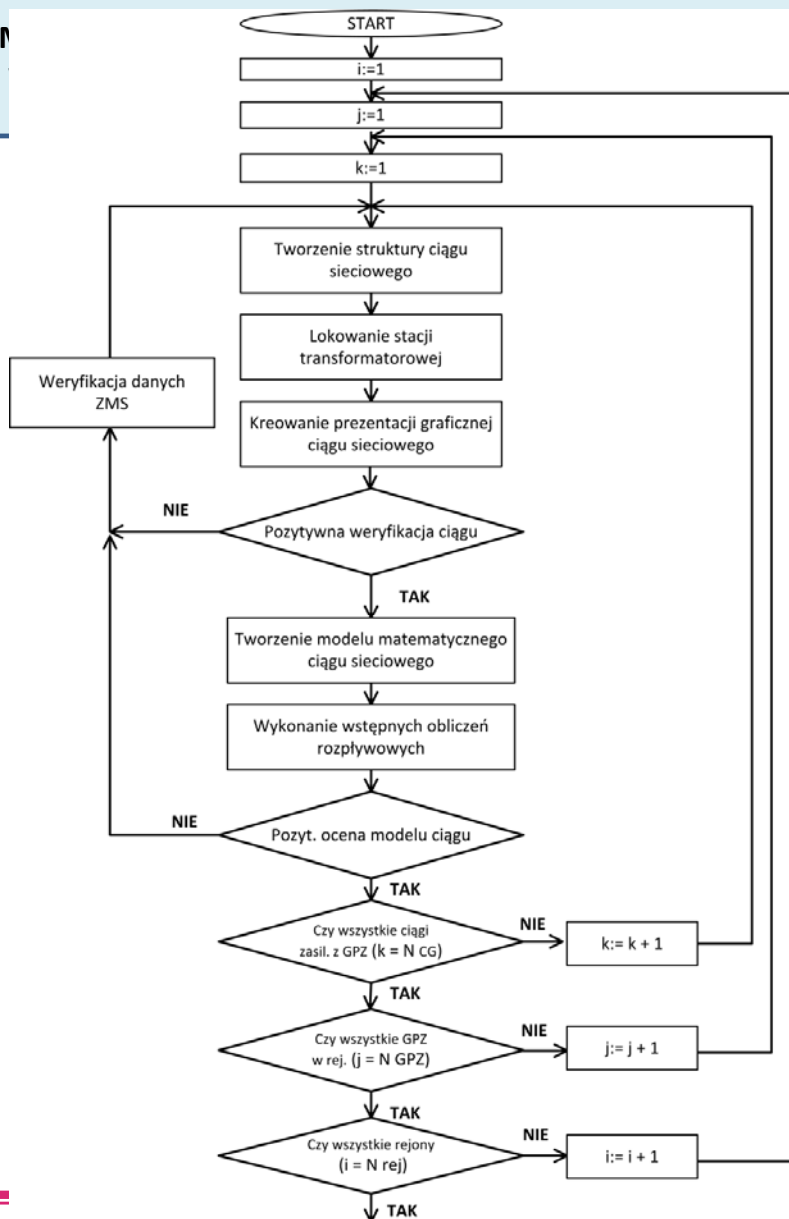 START
i:=1
j:=1
k:=1
Tworzenie struktury ciągu
sieciowego
Lokowanie stacji
transformatorowej
Weryfikacja danych
ZMS
Kreowanie prezentacji graficznej
ciągu sieciowego
NIE
Pozytywna weryfikacja ciągu
TAK
Tworzenie modelu matematycznego
ciągu sieciowego
Wykonanie wstępnych obliczeń
rozpływowych
NIE
Pozyt. ocena modelu ciągu
TAK
Czy wszystkie ciągi
zasil. z GPZ (k = N CG)
NIE
k:= k + 1
TAK
Czy wszystkie GPZ
w rej. (j = N GPZ)
NIE
j:= j + 1
TAK
Czy wszystkie rejony
(i = N rej)
NIE
i:= i + 1
TAK